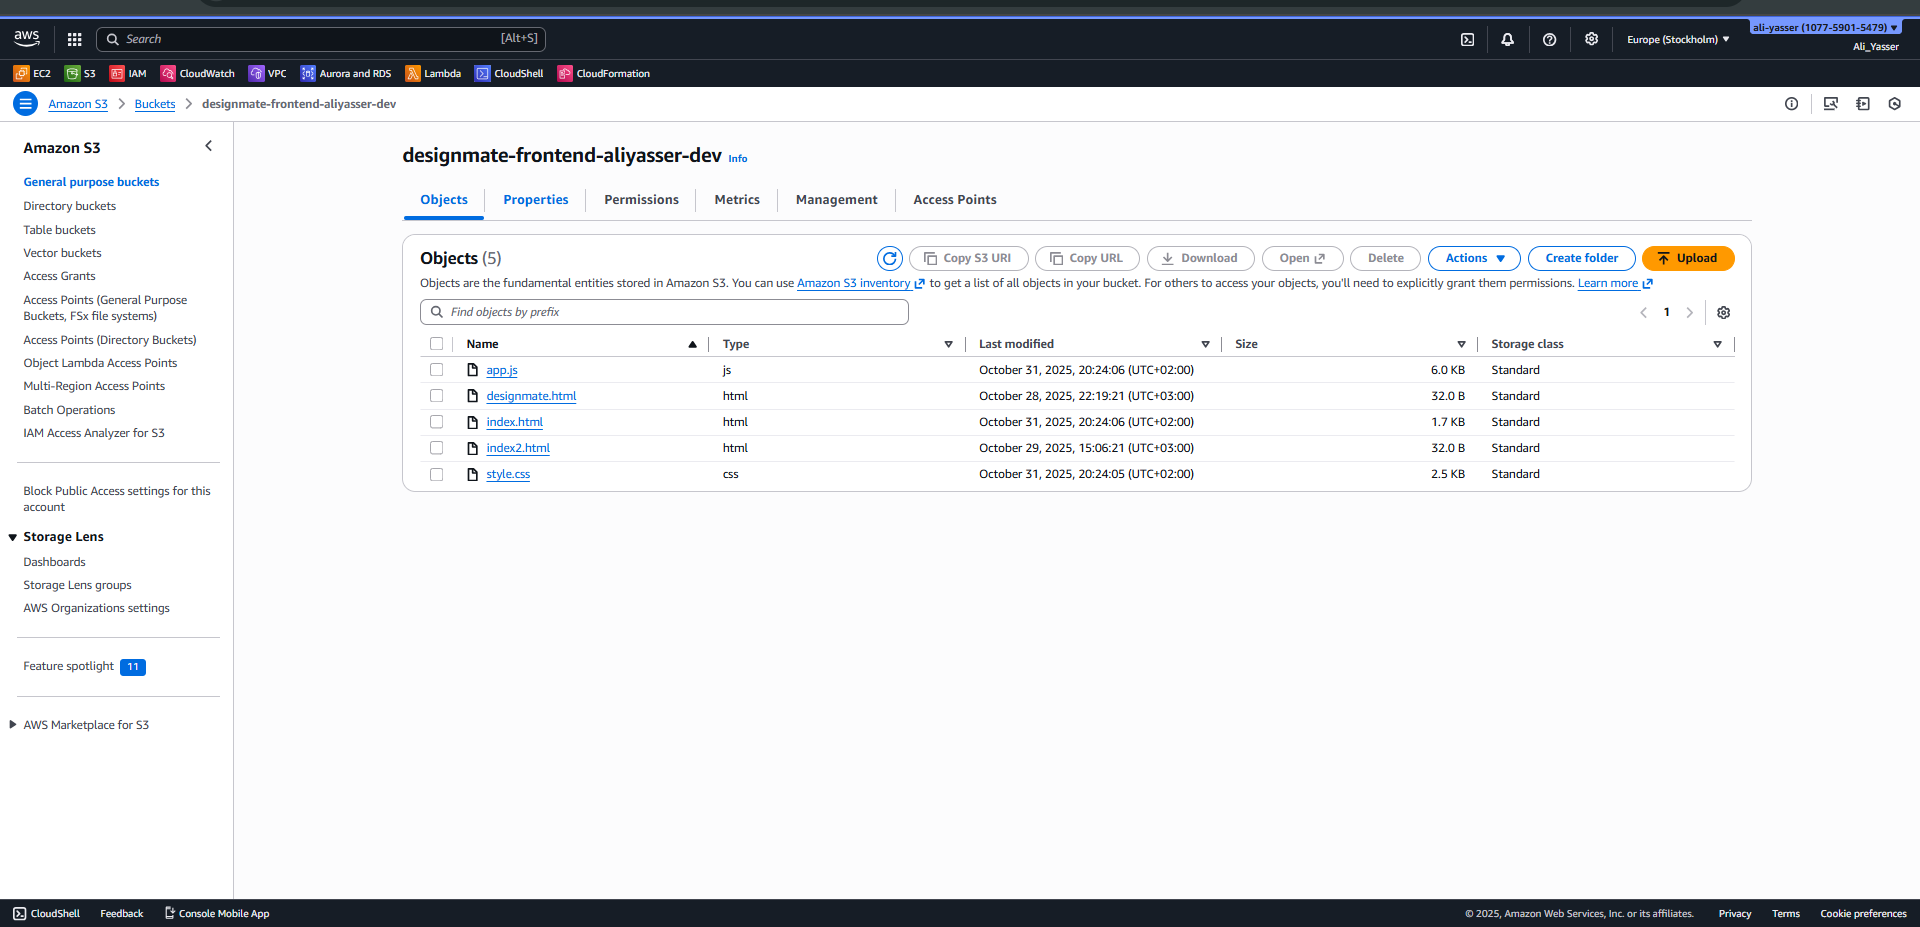 aws
Search [Alt+S]
Europe (Stockholm)
ali-yasser (1077-5901-5479)
Ali_Yasser
EC2 S3 IAM CloudWatch VPC Aurora and RDS Lambda CloudShell CloudFormation
Amazon S3 Buckets designmate-frontend-aliyasser-dev
Amazon S3
General purpose buckets
Directory buckets
Table buckets
Vector buckets
Access Grants
Access Points (General Purpose
Buckets, FSx file systems)
Access Points (Directory Buckets)
Object Lambda Access Points
Multi-Region Access Points
Batch Operations
IAM Access Analyzer for S3
Block Public Access settings for this
account
Storage Lens
Dashboards
Storage Lens groups
AWS Organizations settings
Feature spotlight 11
AWS Marketplace for S3
designmate-frontend-aliyasser-dev Info
Objects Properties Permissions Metrics Management Access Points
Objects (5)
Copy S3 URI Copy URL Download Open Delete Actions Create folder Upload
Objects are the fundamental entities stored in Amazon S3. You can use Amazon S3 inventory to get a list of all objects in your bucket. For others to access your objects, you'll need to explicitly grant them permissions. Learn more
Find objects by prefix
1
Name Type Last modified Size Storage class
app.js js October 31, 2025, 20:24:06 (UTC+02:00) 6.0 KB Standard
designmate.html html October 28, 2025, 22:19:21 (UTC+03:00) 32.0 B Standard
index.html html October 31, 2025, 20:24:06 (UTC+02:00) 1.7 KB Standard
index2.html html October 29, 2025, 15:06:21 (UTC+03:00) 32.0 B Standard
style.css css October 31, 2025, 20:24:05 (UTC+02:00) 2.5 KB Standard
CloudShell Feedback Console Mobile App
© 2025, Amazon Web Services, Inc. or its affiliates. Privacy Terms Cookie preferences